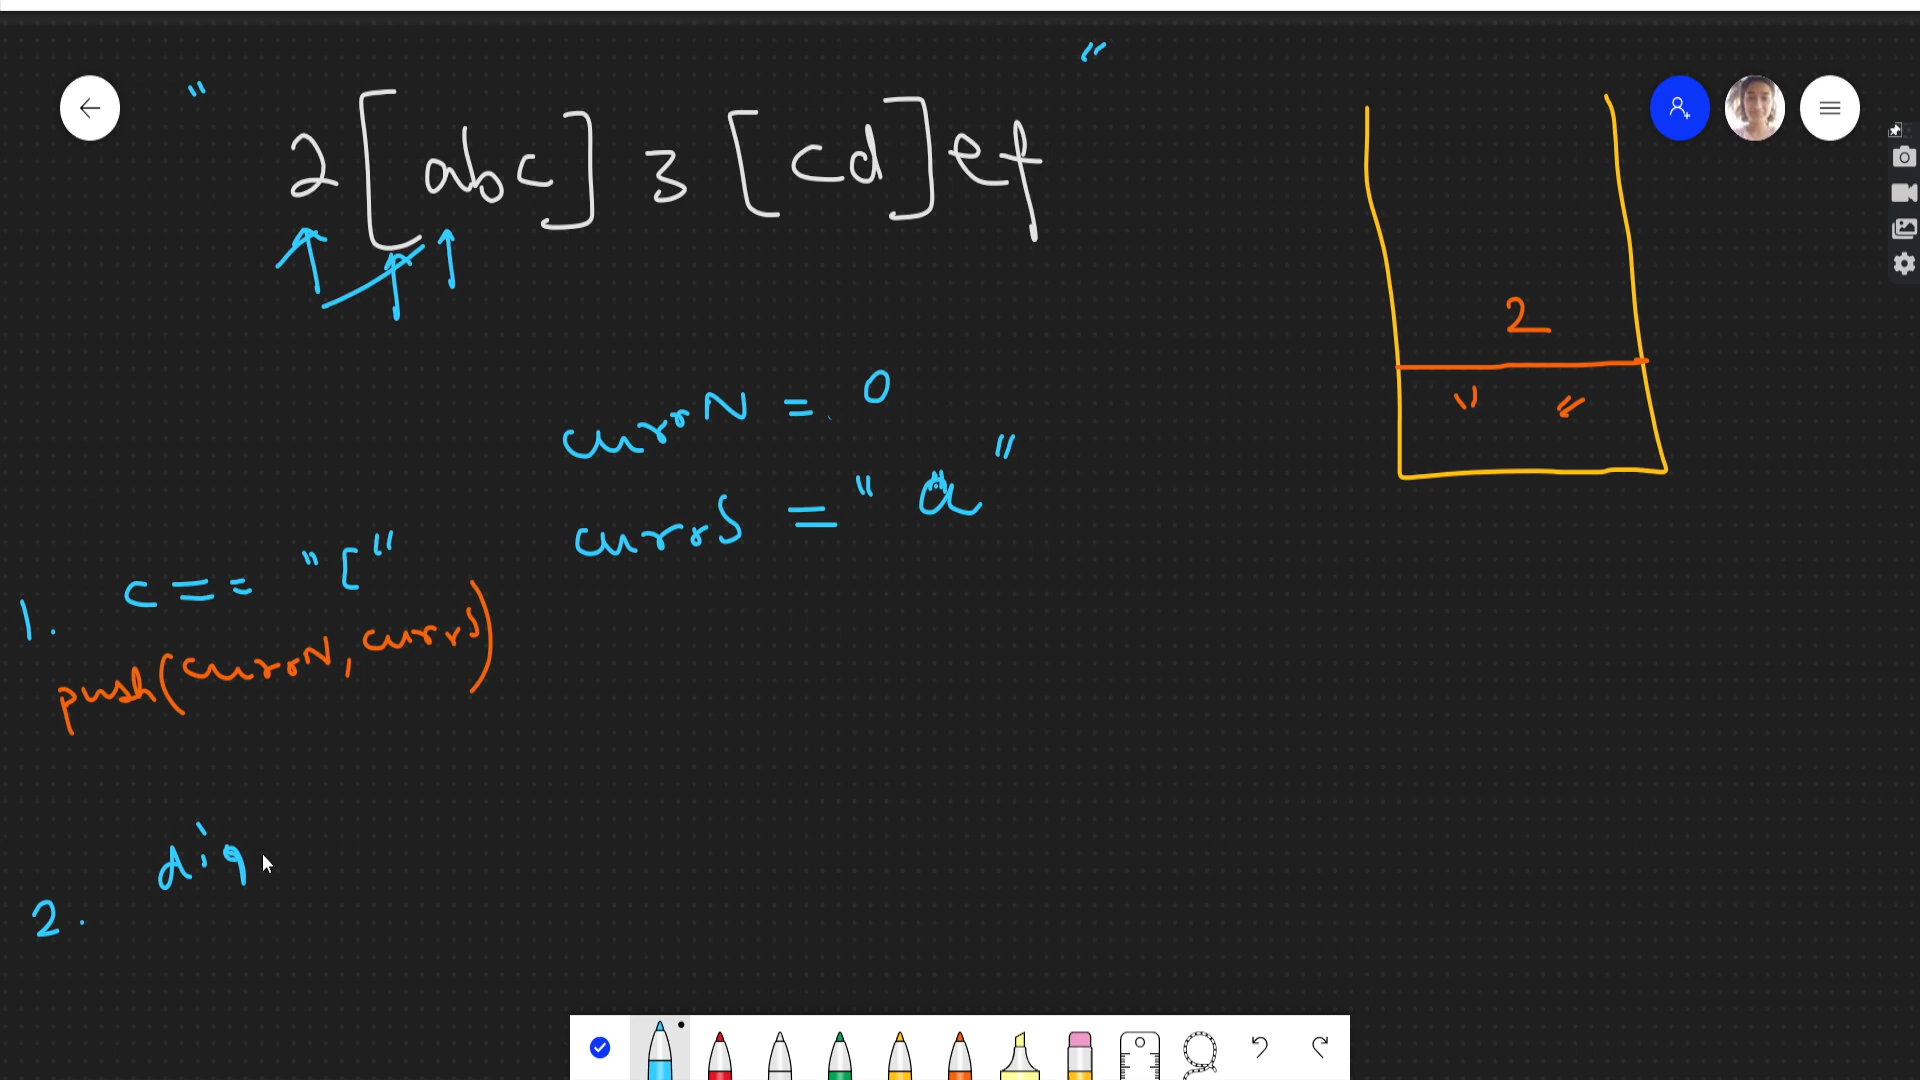 " 2[abc]3[cd]ef "
currN = 0
currS = "a"
1. c == "["
push(currN, currS)
2. dig
2
" "